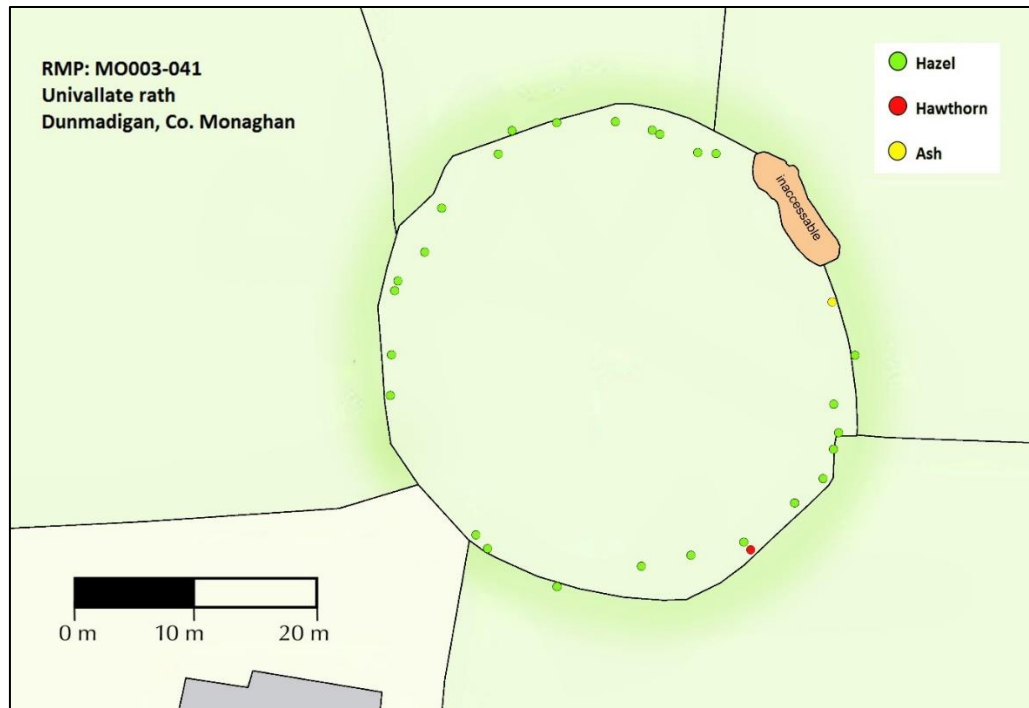 RMP: MO003-041
Univallate rath
Dunmadigan, Co. Monaghan
Hazel
Hawthorn
Ash
inaccessable
0 m 10 m 20 m